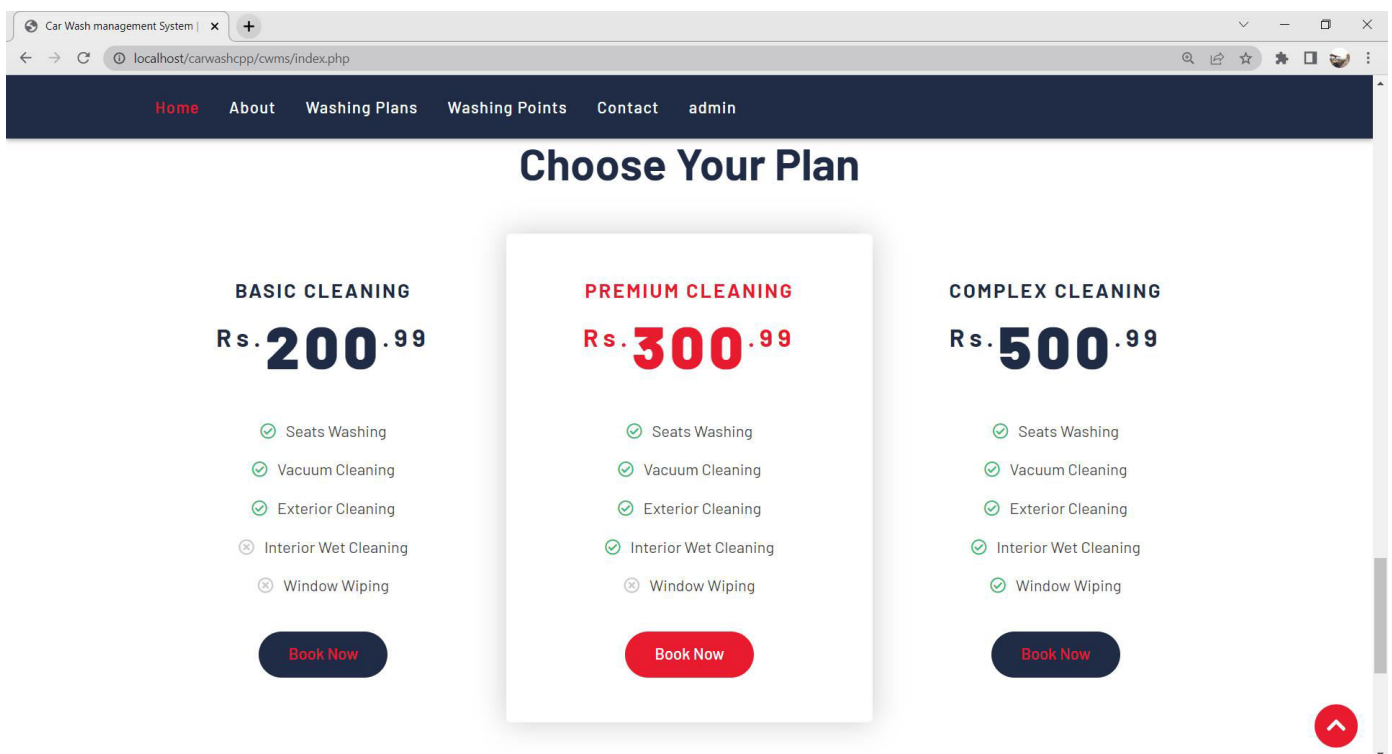 Car Wash management System |
localhost/carwashcpp/cwms/index.php
Home About Washing Plans Washing Points Contact admin
Choose Your Plan
BASIC CLEANING
Rs.200.99
Seats Washing
Vacuum Cleaning
Exterior Cleaning
Interior Wet Cleaning
Window Wiping
Book Now
PREMIUM CLEANING
Rs.300.99
Seats Washing
Vacuum Cleaning
Exterior Cleaning
Interior Wet Cleaning
Window Wiping
Book Now
COMPLEX CLEANING
Rs.500.99
Seats Washing
Vacuum Cleaning
Exterior Cleaning
Interior Wet Cleaning
Window Wiping
Book Now